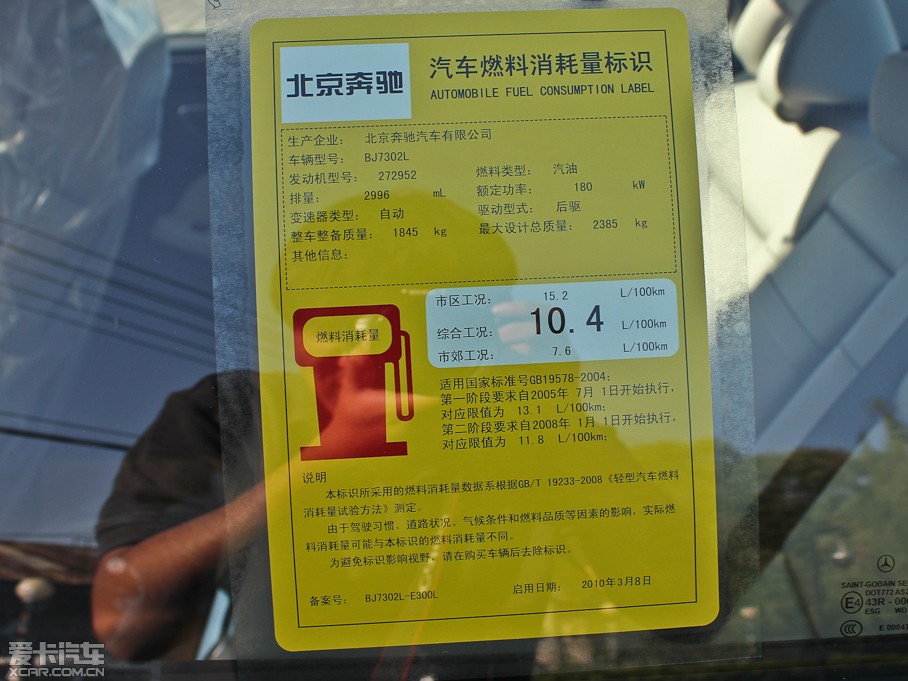 北京奔驰
汽车燃料消耗量标识
AUTOMOBILE FUEL CONSUMPTION LABEL
生产企业: 北京奔驰汽车有限公司
车辆型号: BJ7302L
发动机型号: 272952 燃料类型: 汽油
排量: 2996 mL 额定功率: 180 kW
变速器类型: 自动 驱动型式: 后驱
整车整备质量: 1845 kg 最大设计总质量: 2385 kg
其他信息:
燃料消耗量
市区工况: 15.2 L/100km
综合工况: 10.4 L/100km
市郊工况: 7.6 L/100km
适用国家标准号GB19578-2004;
第一阶段要求自2005年 7月 1日开始执行,
对应限值为 13.1 L/100km;
第二阶段要求自2008年 1月 1日开始执行,
对应限值为 11.8 L/100km;
说明
本标识所采用的燃料消耗量数据系根据GB/T 19233-2008《轻型汽车燃料
消耗量试验方法》测定。
由于驾驶习惯、道路状况、气候条件和燃料品质等因素的影响, 实际燃
料消耗量可能与本标识的燃料消耗量不同。
为避免标识影响视野, 请在购买车辆后去除标识。
备案号: BJ7302L-E300L 启用日期: 2010年3月8日
SAINT-GOBAIN
DOT772
E4 43R
ESG WD
CCC
爱卡汽车
XCAR.COM.CN